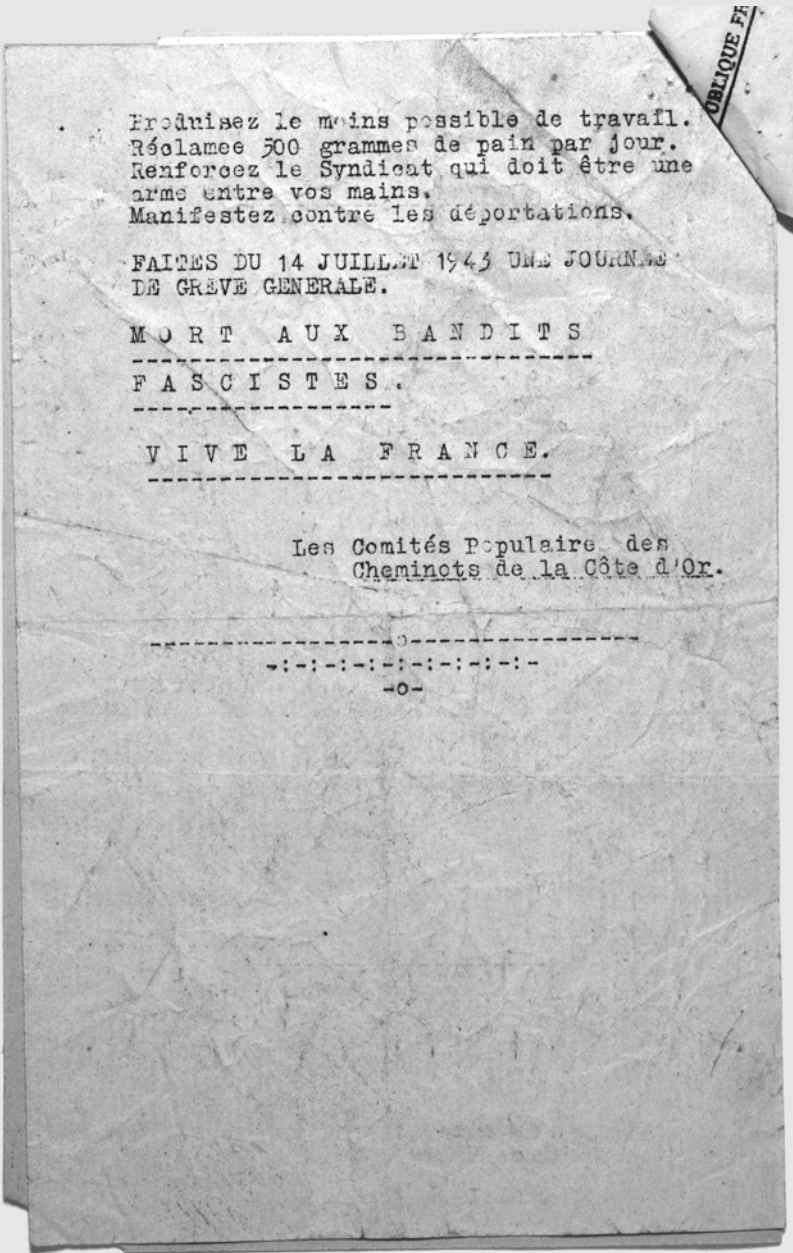 OBLIQUE FR
Produisez le moins possible de travail.
Réclamee 500 grammes de pain par jour.
Renforcez le Syndicat qui doit être une
arme entre vos mains.
Manifestez contre les déportations.
FAITES DU 14 JUILLET 1943 UNE JOURNEE
DE GREVE GENERALE.
M O R T   A U X   B A N D I T S
-----------------------------
F A S C I S T E S .
-----------------
V I V E   L A   F R A N C E.
--------------------------
Les Comités Populaire des
Cheminots de la Côte d'Or.
----------------o---------------
-:-:-:-:-:-:-:-:-:-:-
-o-